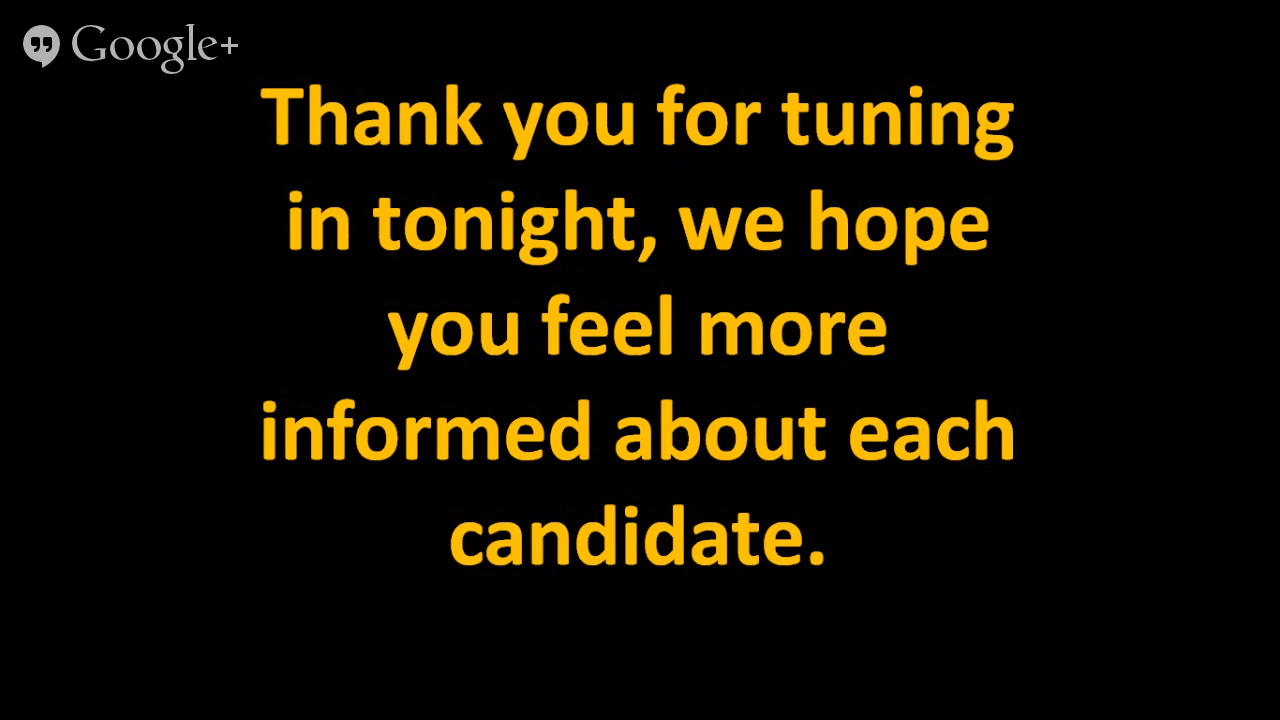 Google+
Thank you for tuning
in tonight, we hope
you feel more
informed about each
candidate.